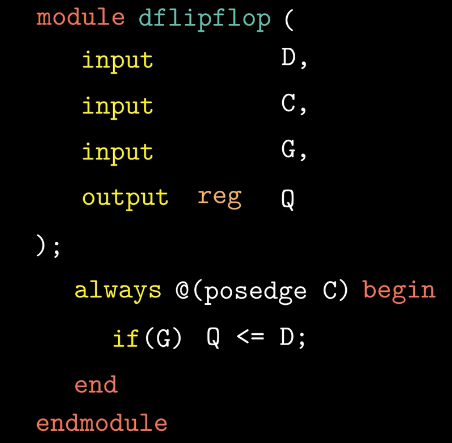 module dflipflop (
input D,
input C,
input G,
output reg Q
);
always @(posedge C) begin
if(G) Q <= D;
end
endmodule